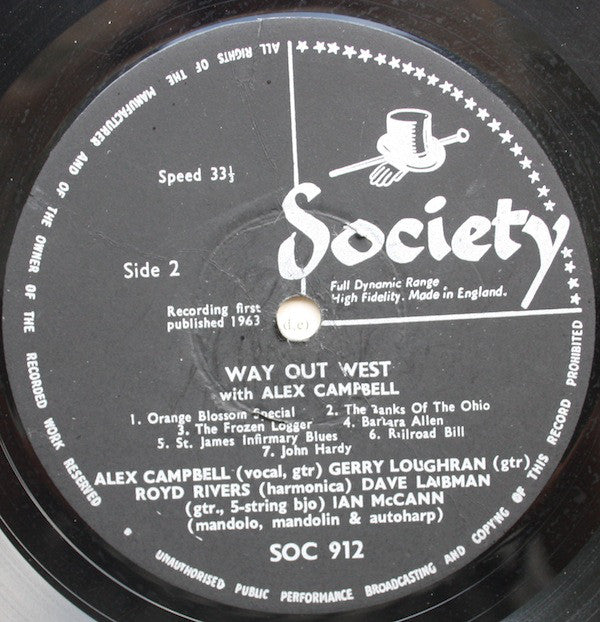 ALL RIGHTS OF THE MANUFACTURER AND OF THE OWNER OF THE RECORDED WORK RESERVED
Speed 33⅓
Society
Side 2
Full Dynamic Range
High Fidelity. Made in England.
Recording first
published 1963
WAY OUT WEST
with ALEX CAMPBELL
1. Orange Blossom Special 2. The Banks Of The Ohio
3. The Frozen Logger 4. Barbara Allen
5. St. James Infirmary Blues 6. Railroad Bill
7. John Hardy
ALEX CAMPBELL (vocal, gtr) GERRY LOUGHRAN (gtr)
ROYD RIVERS (harmonica) DAVE LAIBMAN
(gtr., 5-string bjo) IAN McCANN
(mandolo, mandolin & autoharp)
SOC 912
UNAUTHORISED PUBLIC PERFORMANCE BROADCASTING AND COPYING OF THIS RECORD PROHIBITED